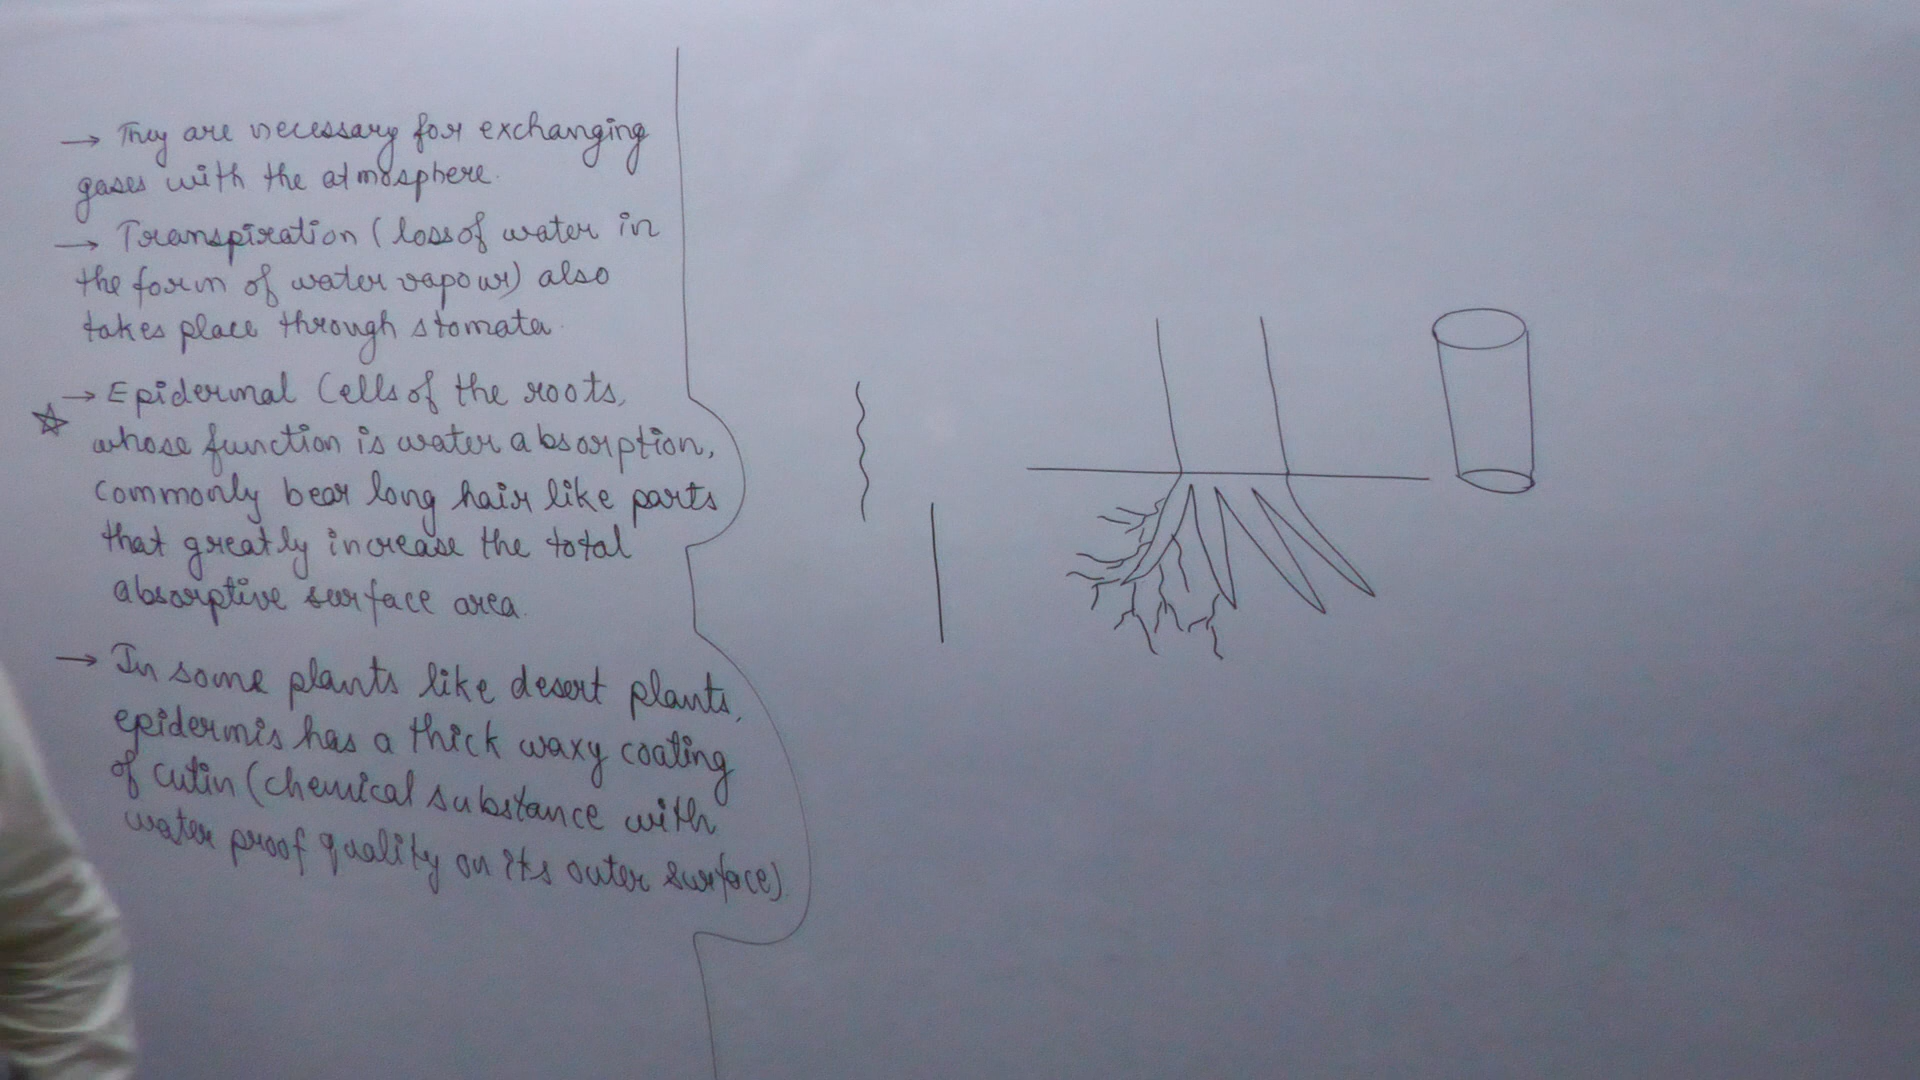 → They are necessary for exchanging
gases with the atmosphere.
→ Transpiration (loss of water in
the form of water vapour) also
takes place through stomata.
→ Epidermal Cells of the roots,
whose function is water absorption,
commonly bear long hair like parts
that greatly increase the total
absorptive surface area.
→ In some plants like desert plants,
epidermis has a thick waxy coating
of cutin (chemical substance with
water proof quality on its outer surface)